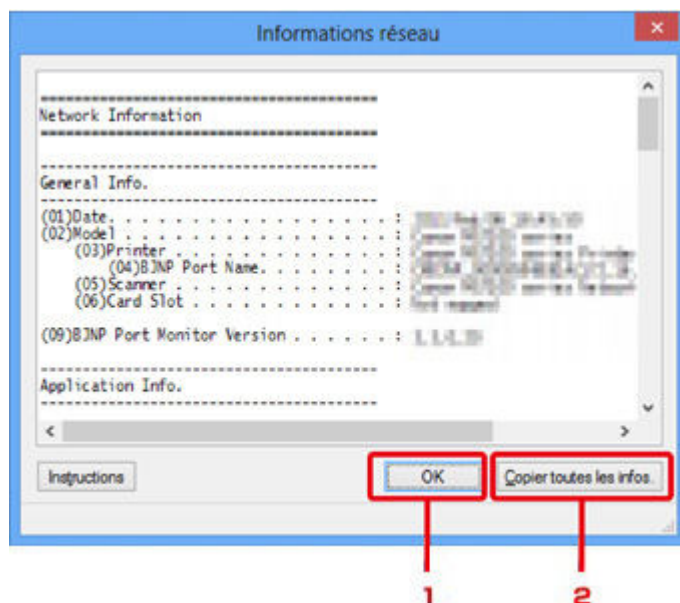 Informations réseau
==========================================
Network Information
==========================================
------------------------------------------
General Info.
------------------------------------------
(01)Date. . . . . . . . . . . . . . . . . :
(02)Model . . . . . . . . . . . . . . . . :
(03)Printer . . . . . . . . . . . . . . :
(04)BJNP Port Name. . . . . . . . . . :
(05)Scanner . . . . . . . . . . . . . . :
(06)Card Slot . . . . . . . . . . . . . :
(09)BJNP Port Monitor Version . . . . . . :
------------------------------------------
Application Info.
------------------------------------------
Instructions OK Copier toutes les infos.
1 2